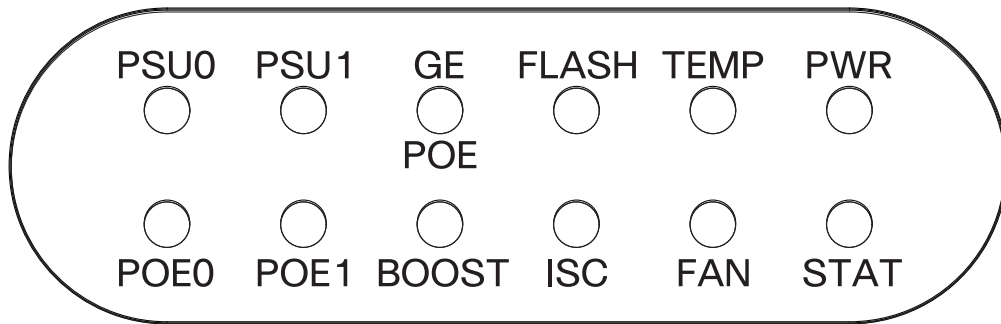 PSU0 PSU1 GE FLASH TEMP PWR
POE
POE0 POE1 BOOST ISC FAN STAT